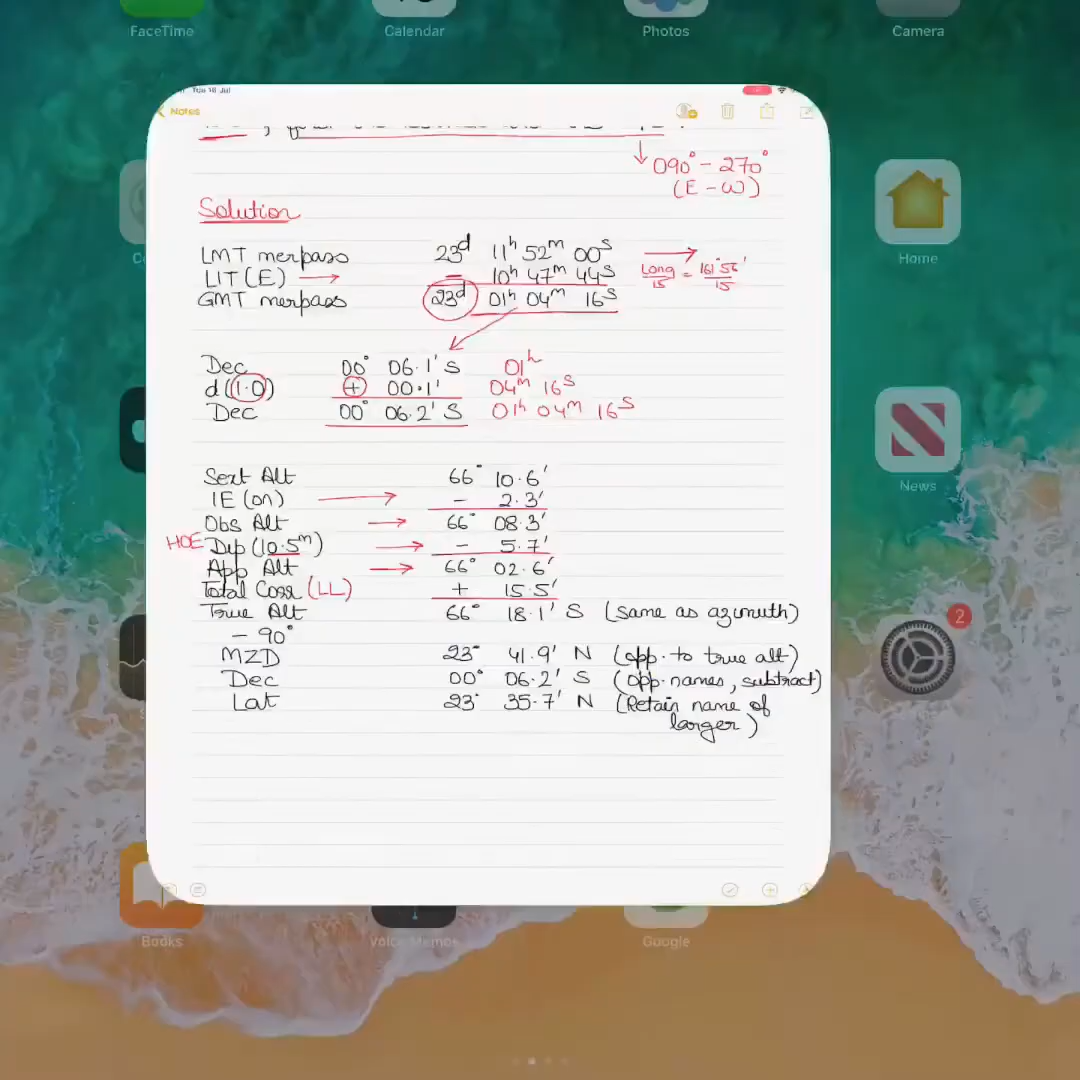 FaceTime Calendar Photos Camera
Tue 18 Jul
Notes
090° - 270°
(E - W)
Solution
LMT merpass 23d 11h 52m 00s
LIT(E) → - 10h 47m 44s Long/15 = 161°56'/15
GMT merpass 23d 01h 04m 16s
Dec 00° 06.1' S 01h
d(1.0) + 00.1' 04m 16s
Dec 00° 06.2' S 01h 04m 16s
Sext Alt 66° 10.6'
IE (on) → - 2.3'
Obs Alt → 66° 08.3'
HOE Dip (10.5m) → - 5.7'
App Alt → 66° 02.6'
Total Corr (LL) + 15.5'
True Alt 66° 18.1' S (same as azimuth)
- 90°
MZD 23° 41.9' N (opp. to true alt)
Dec 00° 06.2' S (opp. names, subtract)
Lat 23° 35.7' N (Retain name of
larger)
Home
News
2
Books Voice Memos Google